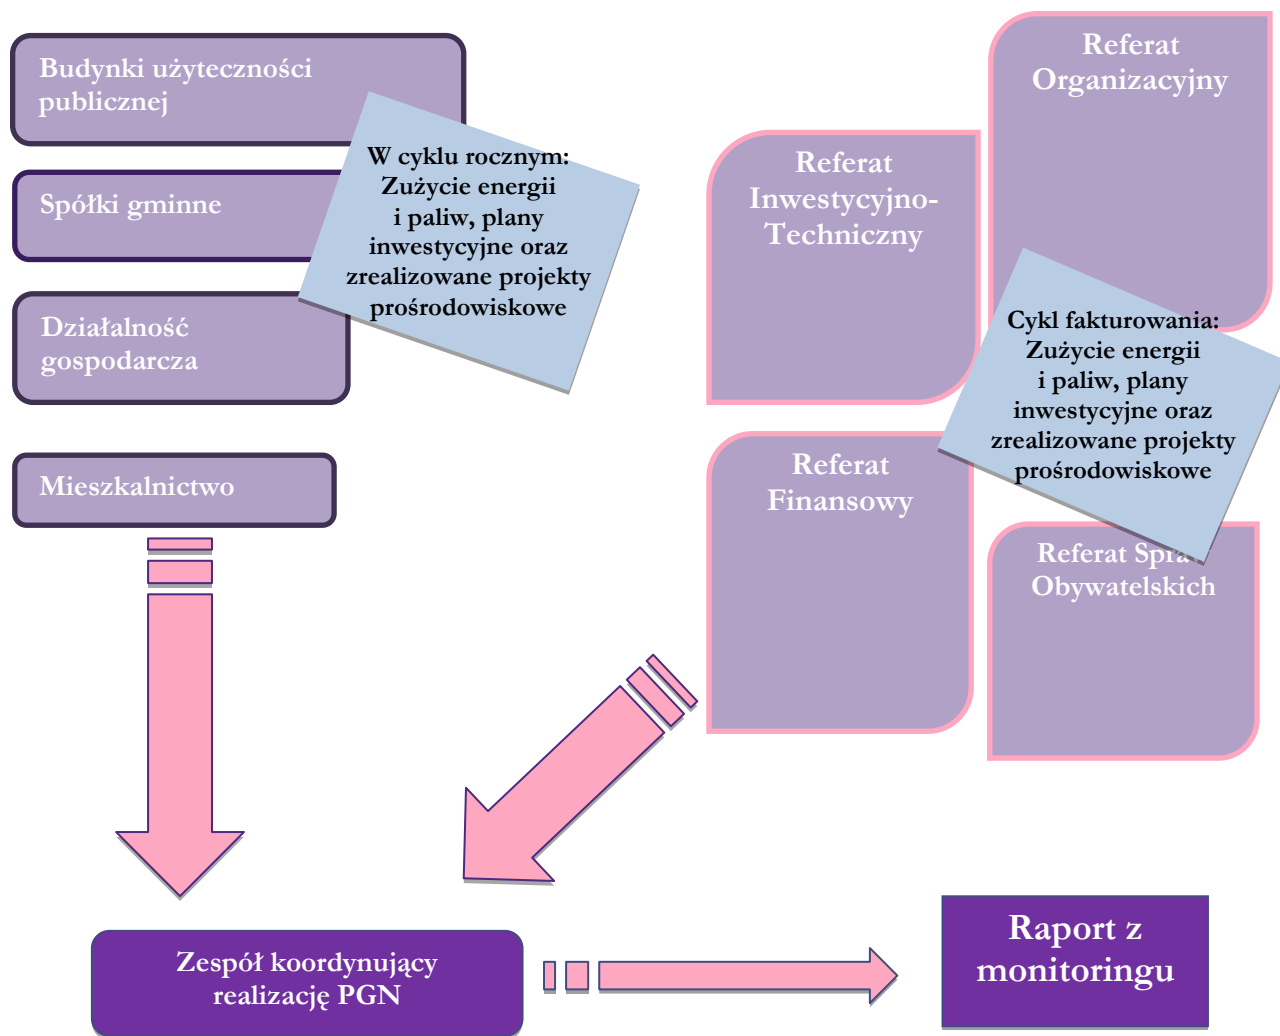 Budynki użyteczności
publicznej
Spółki gminne
Działalność
gospodarcza
Mieszkalnictwo
W cyklu rocznym:
Zużycie energii
i paliw, plany
inwestycyjne oraz
zrealizowane projekty
prośrodowiskowe
Referat
Organizacyjny
Referat
Inwestycyjno-
Techniczny
Cykl fakturowania:
Zużycie energii
i paliw, plany
inwestycyjne oraz
zrealizowane projekty
prośrodowiskowe
Referat
Finansowy
Referat Spraw
Obywatelskich
Zespół koordynujący
realizację PGN
Raport z
monitoringu